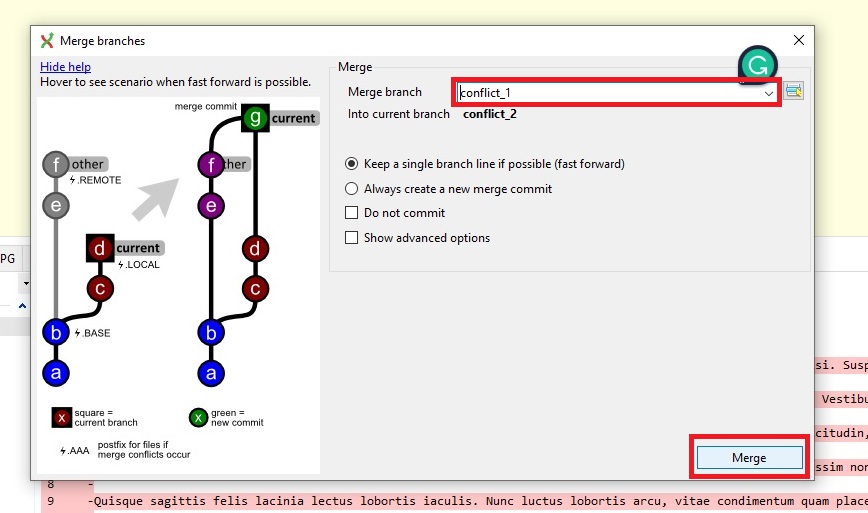 Merge branches
Hide help
Hover to see scenario when fast forward is possible.
merge commit
g current
f other
.REMOTE
f ther
e
e
d current
.LOCAL
d
c
c
b .BASE
b
a
a
x square =
current branch
x green =
new commit
.AAA postfix for files if
merge conflicts occur
Merge
Merge branch conflict_1
Into current branch conflict_2
Keep a single branch line if possible (fast forward)
Always create a new merge commit
Do not commit
Show advanced options
Merge
PG
si. Susp
Vestibu
citudin,
ssim non
8 -
9 -Quisque sagittis felis lacinia lectus lobortis iaculis. Nunc luctus lobortis arcu, vitae condimentum quam place